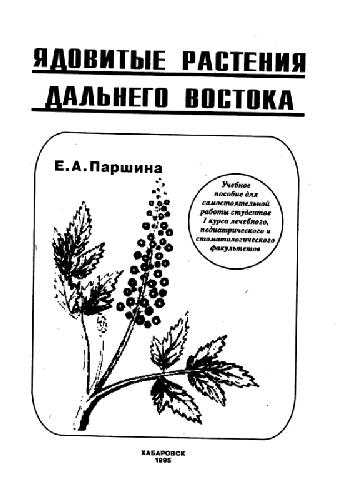 ЯДОВИТЫЕ РАСТЕНИЯ
ДАЛЬНЕГО ВОСТОКА
Е.А.Паршина
Учебное
пособие для
самостоятельной
работы студентов
I курса лечебного,
педиатрического и
стоматологического
факультетов
ХАБАРОВСК
1995